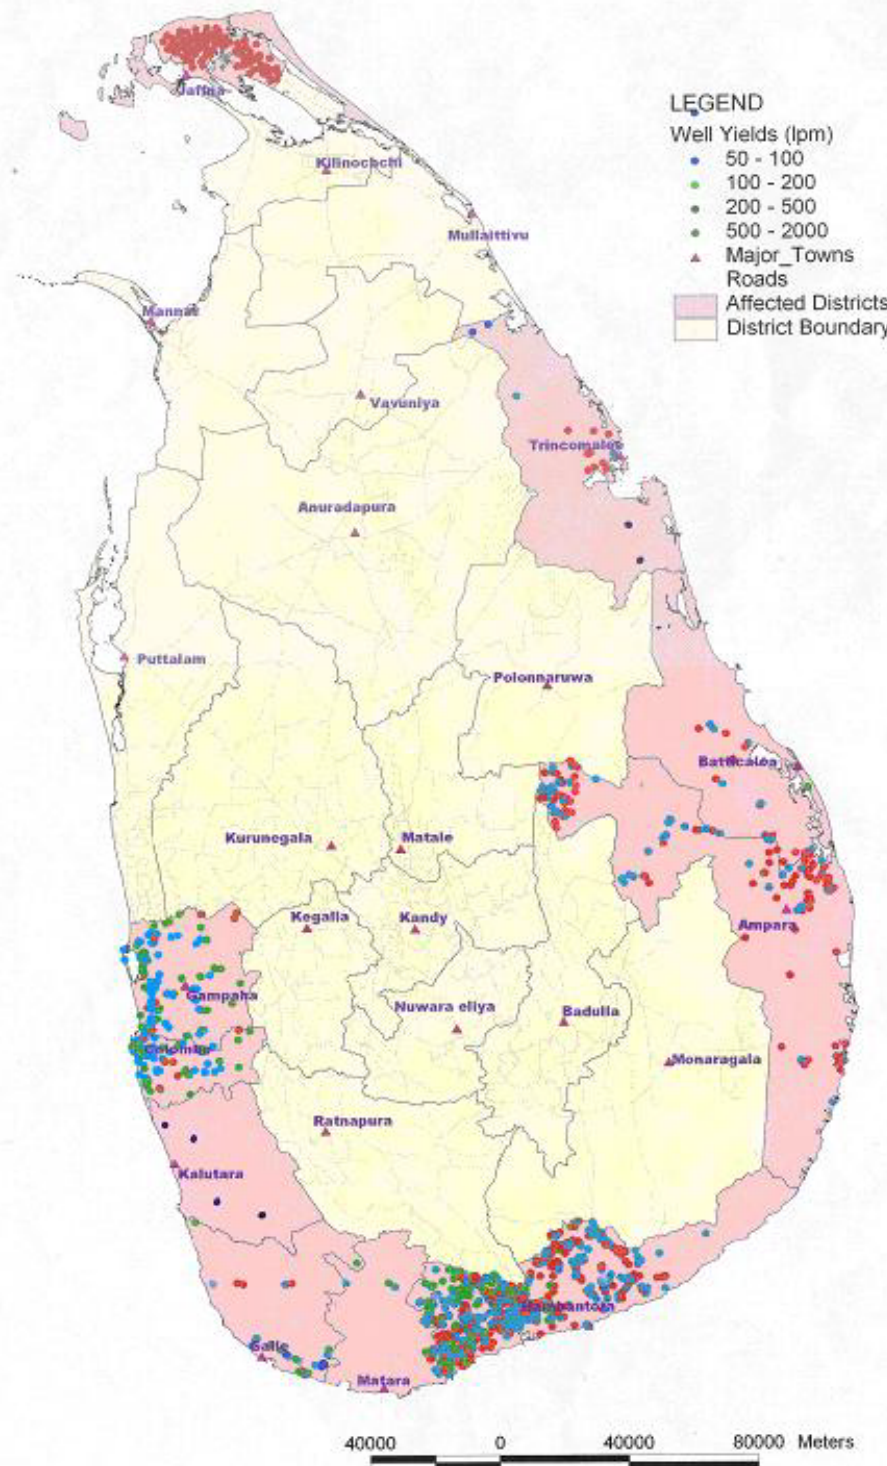 LEGEND
Well Yields (lpm)
50 - 100
100 - 200
200 - 500
500 - 2000
Major_Towns
Roads
Affected Districts
District Boundary
Jaffna
Kilinochchi
Mullaittivu
Mannar
Vavuniya
Trincomalee
Anuradapura
Puttalam
Polonnaruwa
Batticaloa
Kurunegala
Matale
Kegalla
Kandy
Ampara
Gampaha
Nuwara eliya
Badulla
Colombo
Monaragala
Ratnapura
Kalutara
Hambantota
Galle
Matara
40000 0 40000 80000 Meters